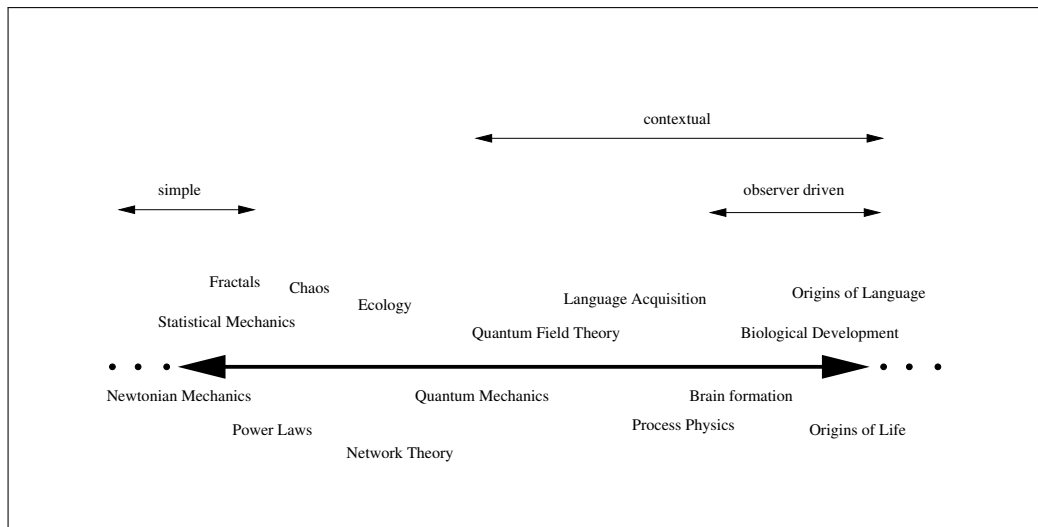 contextual
simple
observer driven
Fractals
Chaos
Ecology
Language Acquisition
Origins of Language
Statistical Mechanics
Quantum Field Theory
Biological Development
Newtonian Mechanics
Quantum Mechanics
Brain formation
Power Laws
Network Theory
Process Physics
Origins of Life